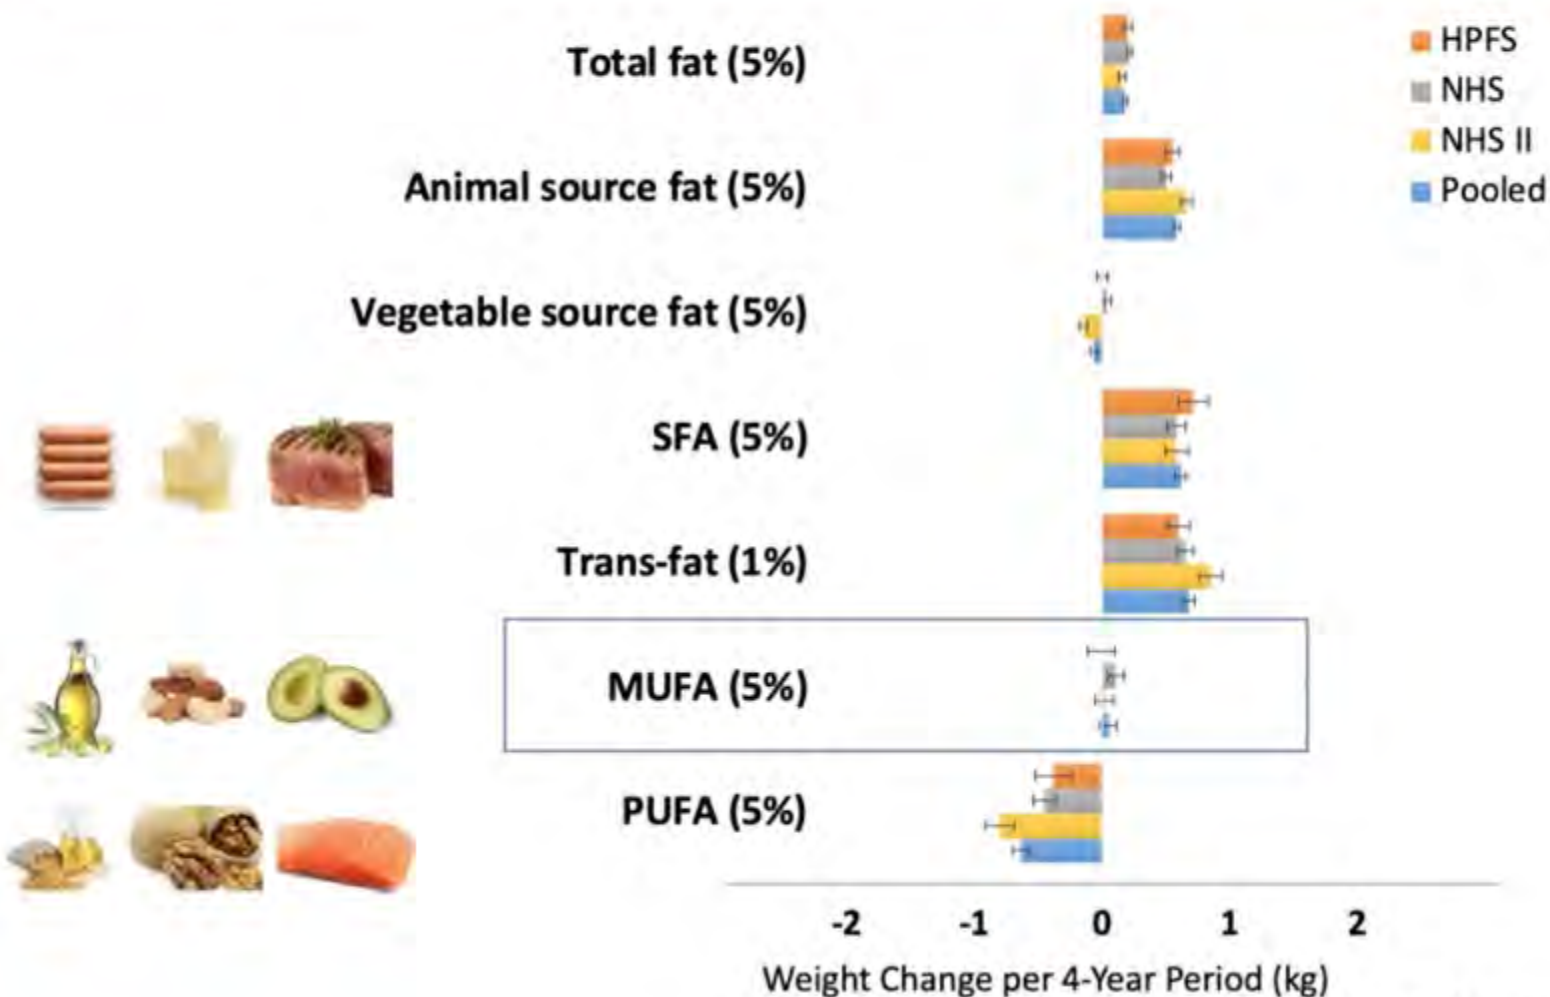 Total fat (5%)
Animal source fat (5%)
Vegetable source fat (5%)
SFA (5%)
Trans-fat (1%)
MUFA (5%)
PUFA (5%)
HPFS
NHS
NHS II
Pooled
-2 -1 0 1 2
Weight Change per 4-Year Period (kg)